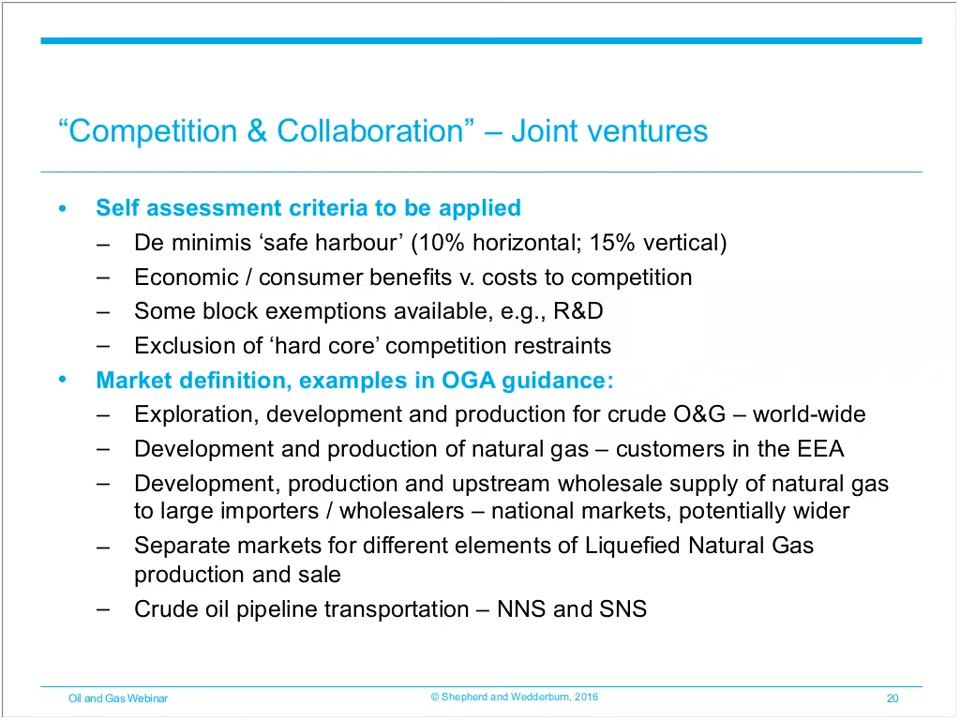 “Competition & Collaboration” – Joint ventures
• Self assessment criteria to be applied
– De minimis ‘safe harbour’ (10% horizontal; 15% vertical)
– Economic / consumer benefits v. costs to competition
– Some block exemptions available, e.g., R&D
– Exclusion of ‘hard core’ competition restraints
• Market definition, examples in OGA guidance:
– Exploration, development and production for crude O&G – world-wide
– Development and production of natural gas – customers in the EEA
– Development, production and upstream wholesale supply of natural gas
to large importers / wholesalers – national markets, potentially wider
– Separate markets for different elements of Liquefied Natural Gas
production and sale
– Crude oil pipeline transportation – NNS and SNS
Oil and Gas Webinar
© Shepherd and Wedderburn, 2016
20